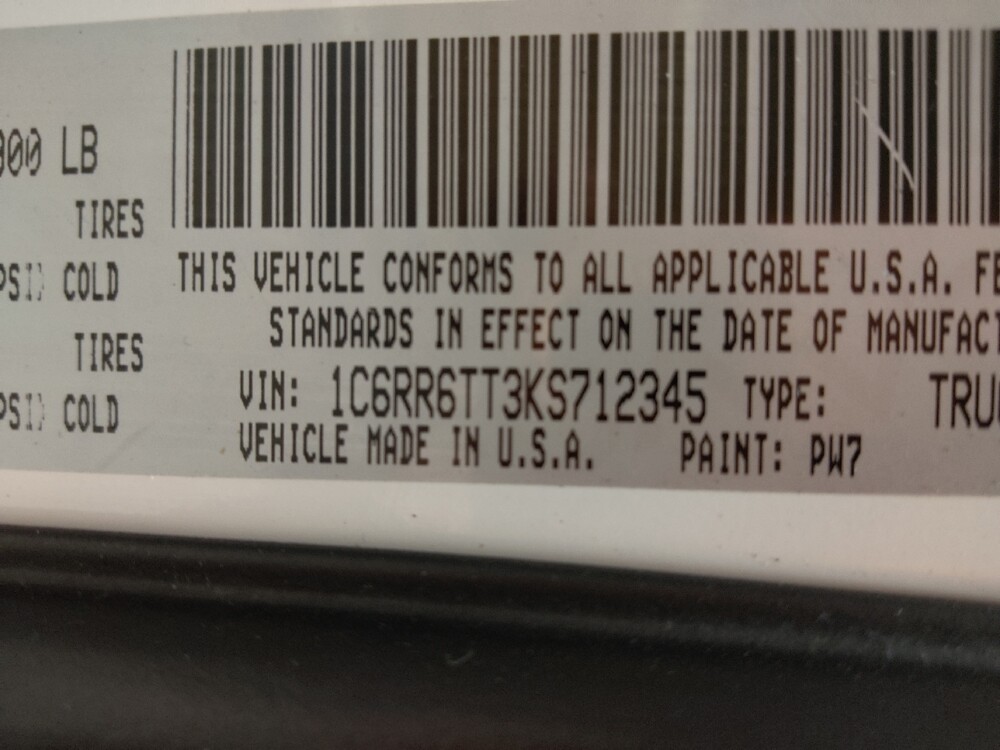 300 LB
TIRES
PSI) COLD
TIRES
PSI) COLD
THIS VEHICLE CONFORMS TO ALL APPLICABLE U.S.A. FE
STANDARDS IN EFFECT ON THE DATE OF MANUFACT
VIN: 1C6RR6TT3KS712345 TYPE: TRU
VEHICLE MADE IN U.S.A. PAINT: PW7